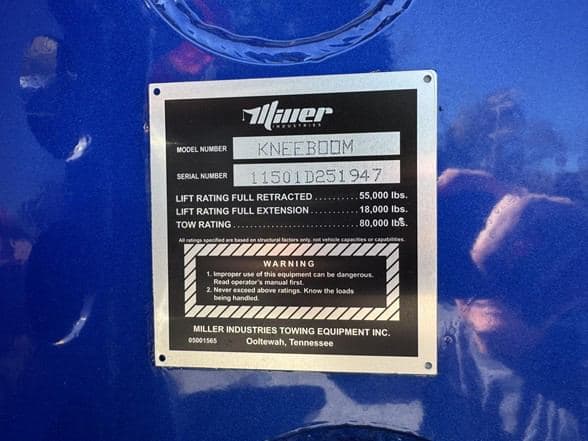 Miller
INDUSTRIES
MODEL NUMBER KNEEBOOM
SERIAL NUMBER 11501D251947
LIFT RATING FULL RETRACTED.......... 55,000 lbs.
LIFT RATING FULL EXTENSION........... 18,000 lbs.
TOW RATING............................ 80,000 lbs.
All ratings specified are based on structural factors only, not vehicle capacities or capabilities.
WARNING
1. Improper use of this equipment can be dangerous.
Read operator's manual first.
2. Never exceed above ratings. Know the loads
being handled.
MILLER INDUSTRIES TOWING EQUIPMENT INC.
05001565 Ooltewah, Tennessee